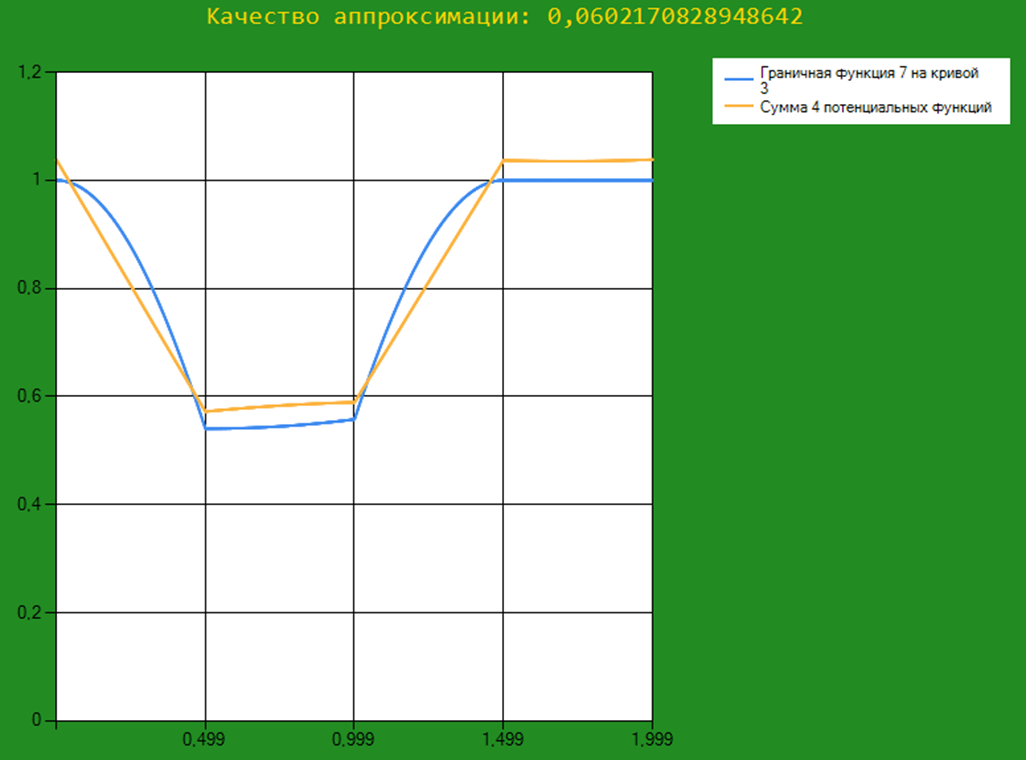 Качество аппроксимации: 0,0602170828948642
Граничная функция 7 на кривой
3
Сумма 4 потенциальных функций
1,2
1
0,8
0,6
0,4
0,2
0
0,499 0,999 1,499 1,999